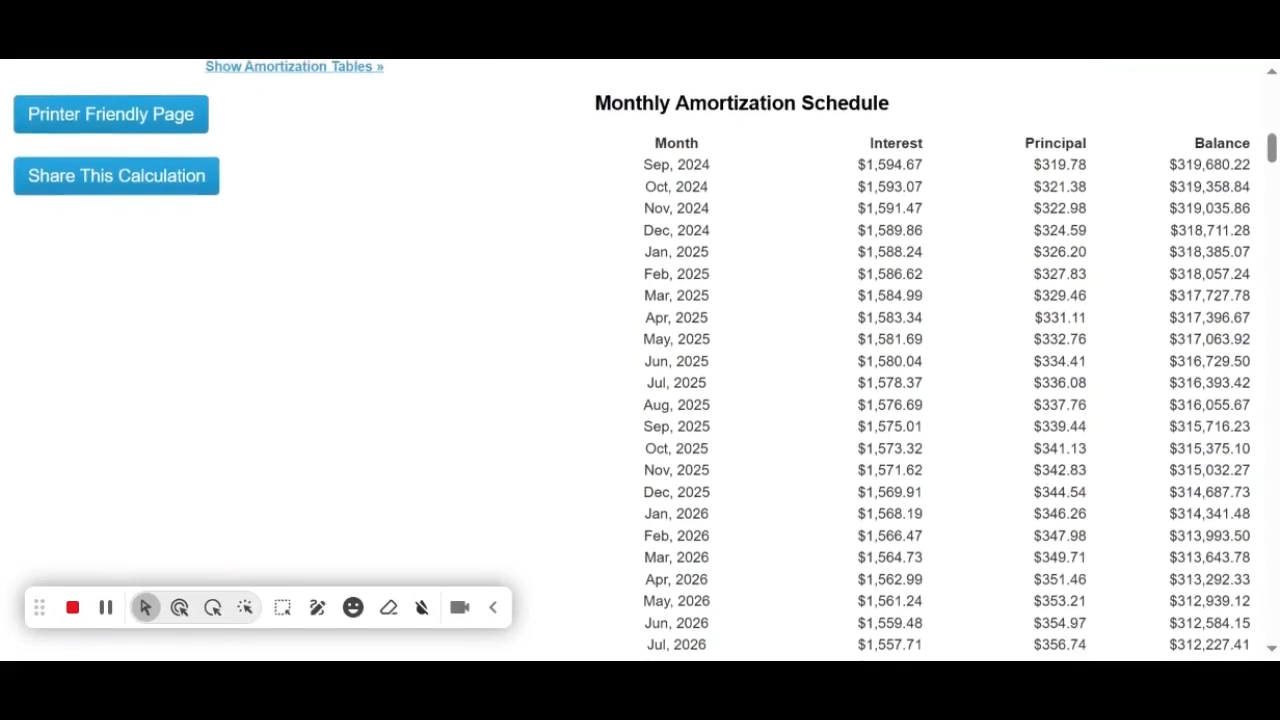 Show Amortization Tables »
Printer Friendly Page
Share This Calculation
Monthly Amortization Schedule
Month Interest Principal Balance
Sep, 2024 $1,594.67 $319.78 $319,680.22
Oct, 2024 $1,593.07 $321.38 $319,358.84
Nov, 2024 $1,591.47 $322.98 $319,035.86
Dec, 2024 $1,589.86 $324.59 $318,711.28
Jan, 2025 $1,588.24 $326.20 $318,385.07
Feb, 2025 $1,586.62 $327.83 $318,057.24
Mar, 2025 $1,584.99 $329.46 $317,727.78
Apr, 2025 $1,583.34 $331.11 $317,396.67
May, 2025 $1,581.69 $332.76 $317,063.92
Jun, 2025 $1,580.04 $334.41 $316,729.50
Jul, 2025 $1,578.37 $336.08 $316,393.42
Aug, 2025 $1,576.69 $337.76 $316,055.67
Sep, 2025 $1,575.01 $339.44 $315,716.23
Oct, 2025 $1,573.32 $341.13 $315,375.10
Nov, 2025 $1,571.62 $342.83 $315,032.27
Dec, 2025 $1,569.91 $344.54 $314,687.73
Jan, 2026 $1,568.19 $346.26 $314,341.48
Feb, 2026 $1,566.47 $347.98 $313,993.50
Mar, 2026 $1,564.73 $349.71 $313,643.78
Apr, 2026 $1,562.99 $351.46 $313,292.33
May, 2026 $1,561.24 $353.21 $312,939.12
Jun, 2026 $1,559.48 $354.97 $312,584.15
Jul, 2026 $1,557.71 $356.74 $312,227.41